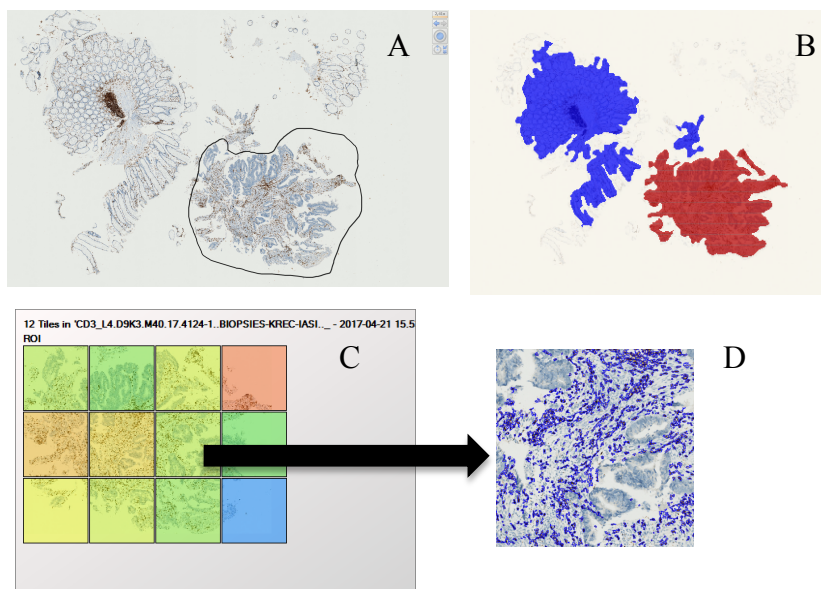 A
B
12 Tiles in 'CD3_L4.D9K3.M40.17.4124-1..BIOPSIES-KREC-IASI.._ - 2017-04-21 15.5
ROI
C
D